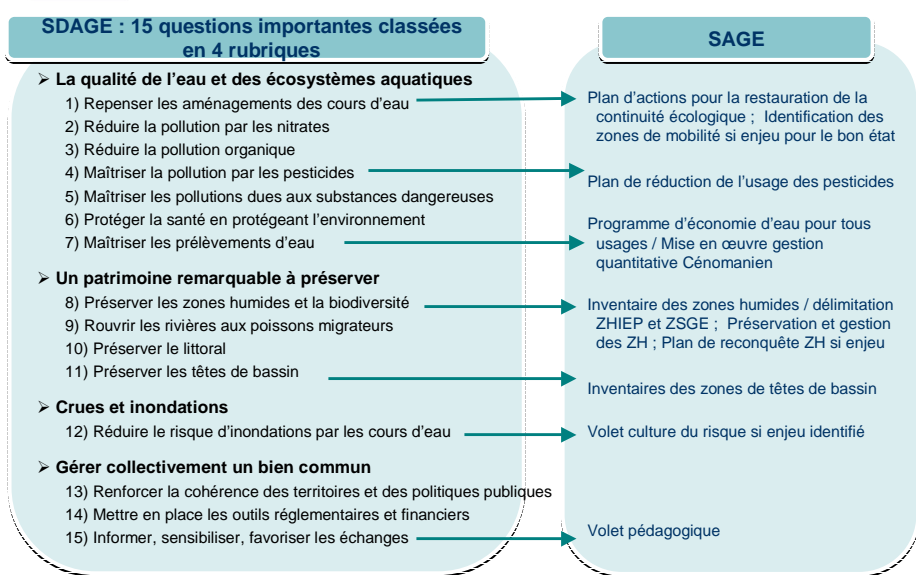 SDAGE : 15 questions importantes classées
en 4 rubriques
➢ La qualité de l'eau et des écosystèmes aquatiques
1) Repenser les aménagements des cours d'eau
2) Réduire la pollution par les nitrates
3) Réduire la pollution organique
4) Maîtriser la pollution par les pesticides
5) Maîtriser les pollutions dues aux substances dangereuses
6) Protéger la santé en protégeant l'environnement
7) Maîtriser les prélèvements d'eau
➢ Un patrimoine remarquable à préserver
8) Préserver les zones humides et la biodiversité
9) Rouvrir les rivières aux poissons migrateurs
10) Préserver le littoral
11) Préserver les têtes de bassin
➢ Crues et inondations
12) Réduire le risque d'inondations par les cours d'eau
➢ Gérer collectivement un bien commun
13) Renforcer la cohérence des territoires et des politiques publiques
14) Mettre en place les outils réglementaires et financiers
15) Informer, sensibiliser, favoriser les échanges
SAGE
Plan d'actions pour la restauration de la
continuité écologique ; Identification des
zones de mobilité si enjeu pour le bon état
Plan de réduction de l'usage des pesticides
Programme d'économie d'eau pour tous
usages / Mise en œuvre gestion
quantitative Cénomanien
Inventaire des zones humides / délimitation
ZHIEP et ZSGE ; Préservation et gestion
des ZH ; Plan de reconquête ZH si enjeu
Inventaires des zones de têtes de bassin
Volet culture du risque si enjeu identifié
Volet pédagogique